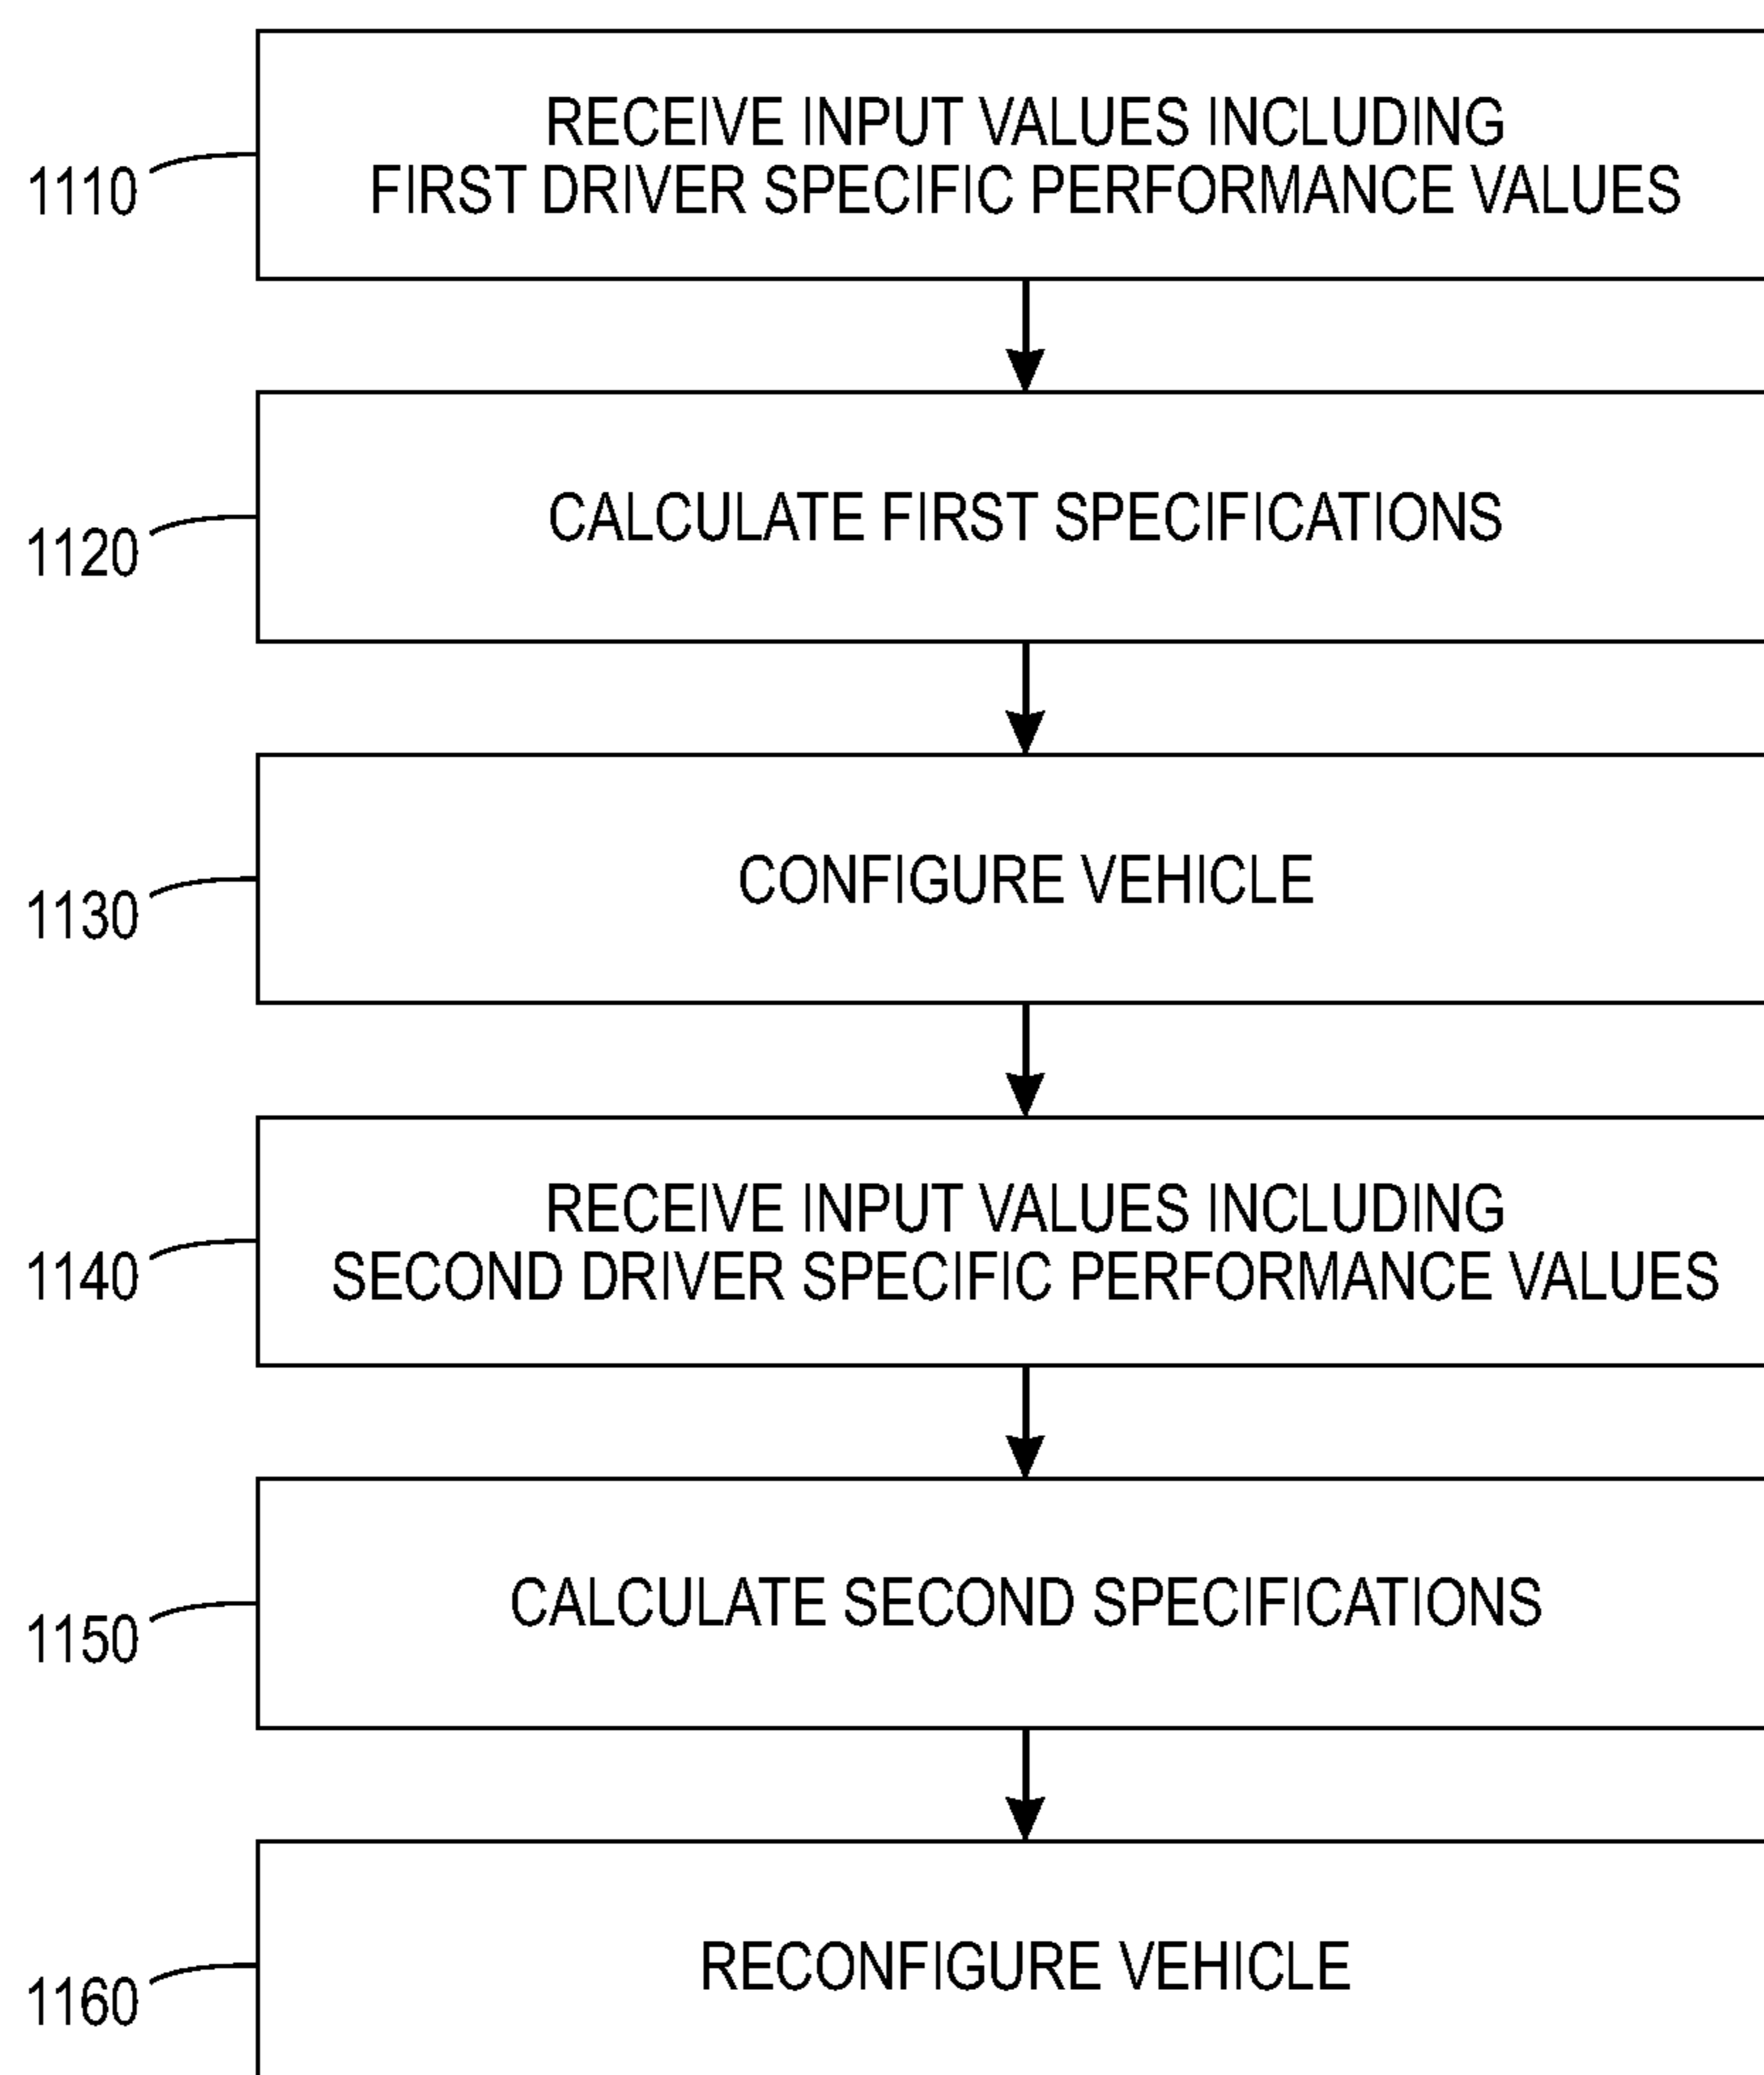 RECEIVE INPUT VALUES INCLUDING
FIRST DRIVER SPECIFIC PERFORMANCE VALUES
1110
CALCULATE FIRST SPECIFICATIONS
1120
CONFIGURE VEHICLE
1130
RECEIVE INPUT VALUES INCLUDING
SECOND DRIVER SPECIFIC PERFORMANCE VALUES
1140
CALCULATE SECOND SPECIFICATIONS
1150
RECONFIGURE VEHICLE
1160